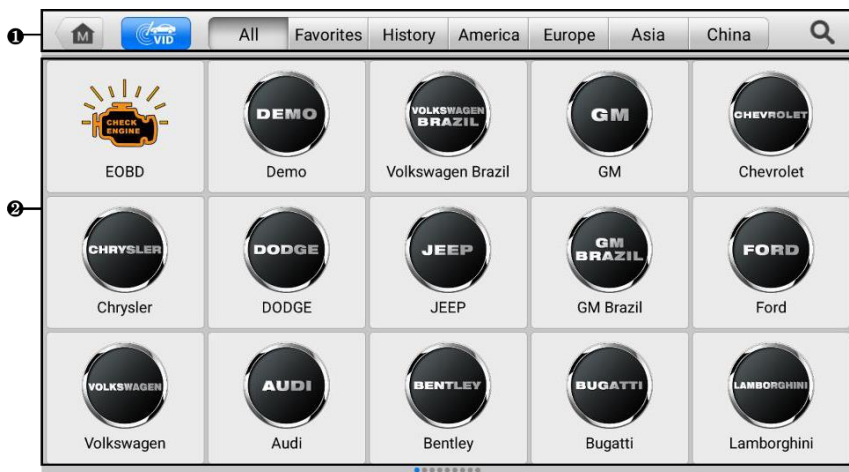 ❶
M
VID
All
Favorites
History
America
Europe
Asia
China
❷
CHECK
ENGINE
EOBD
DEMO
Demo
VOLKSWAGEN
BRAZIL
Volkswagen Brazil
GM
GM
CHEVROLET
Chevrolet
CHRYSLER
Chrysler
DODGE
DODGE
JEEP
JEEP
GM
BRAZIL
GM Brazil
FORD
Ford
VOLKSWAGEN
Volkswagen
AUDI
Audi
BENTLEY
Bentley
BUGATTI
Bugatti
LAMBORGHINI
Lamborghini